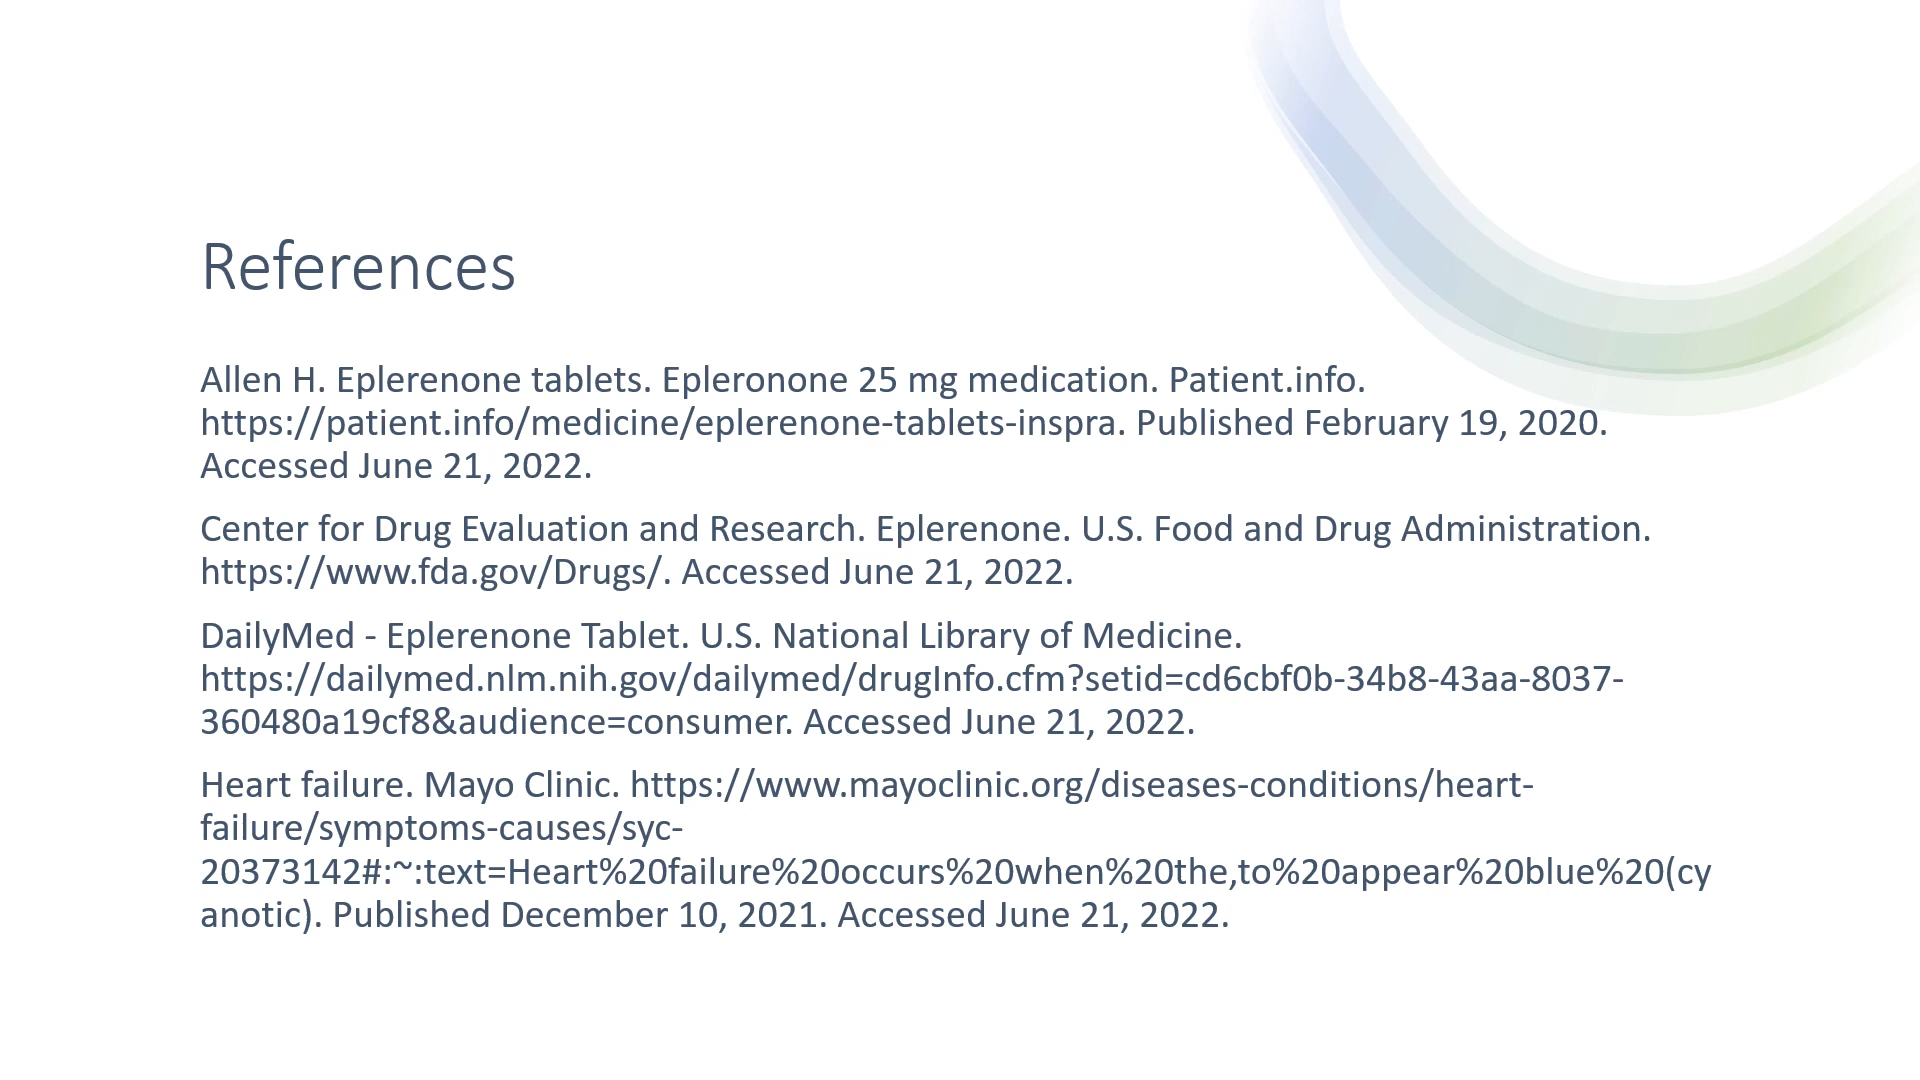 References
Allen H. Eplerenone tablets. Epleronone 25 mg medication. Patient.info.
https://patient.info/medicine/eplerenone-tablets-inspra. Published February 19, 2020.
Accessed June 21, 2022.
Center for Drug Evaluation and Research. Eplerenone. U.S. Food and Drug Administration.
https://www.fda.gov/Drugs/. Accessed June 21, 2022.
DailyMed - Eplerenone Tablet. U.S. National Library of Medicine.
https://dailymed.nlm.nih.gov/dailymed/drugInfo.cfm?setid=cd6cbf0b-34b8-43aa-8037-
360480a19cf8&audience=consumer. Accessed June 21, 2022.
Heart failure. Mayo Clinic. https://www.mayoclinic.org/diseases-conditions/heart-
failure/symptoms-causes/syc-
20373142#:~:text=Heart%20failure%20occurs%20when%20the,to%20appear%20blue%20(cy
anotic). Published December 10, 2021. Accessed June 21, 2022.